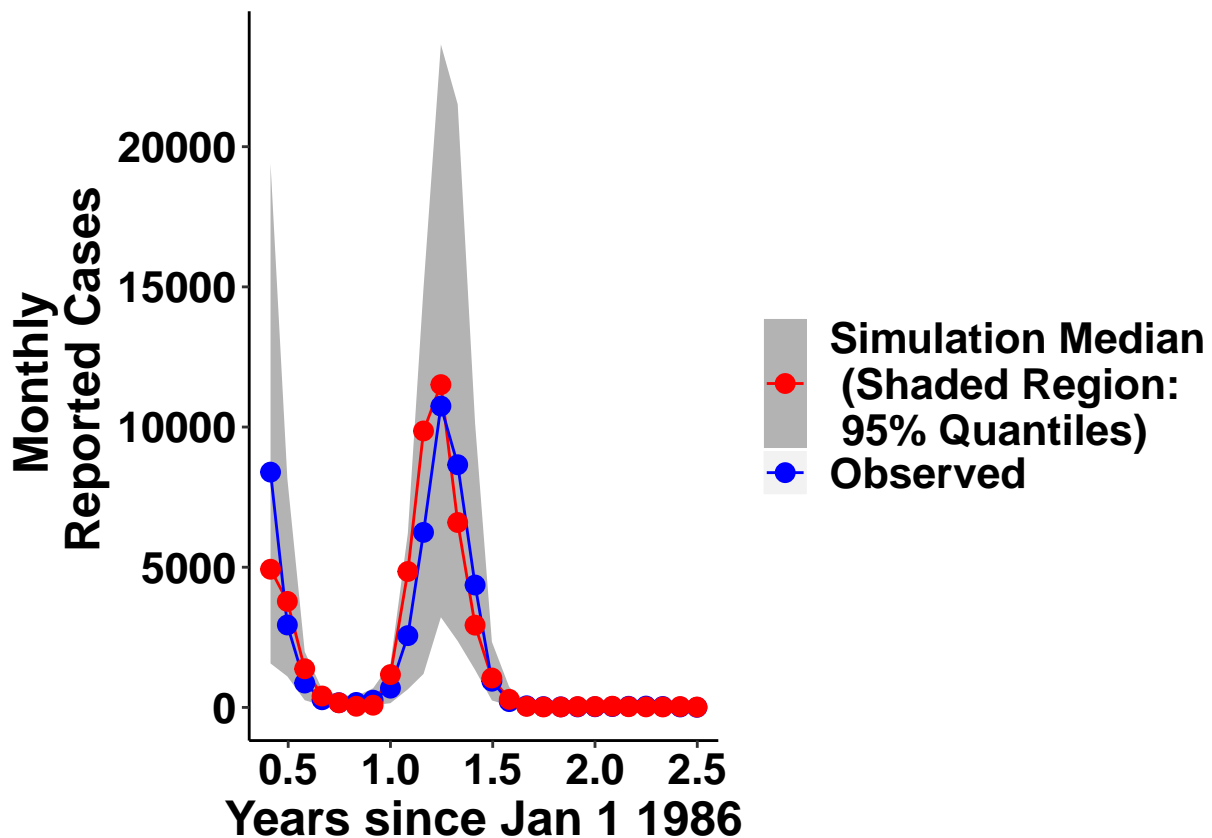 Monthly
Reported Cases
20000
15000
10000
5000
0
0.5 1.0 1.5 2.0 2.5
Years since Jan 1 1986
Simulation Median
(Shaded Region:
95% Quantiles)
Observed